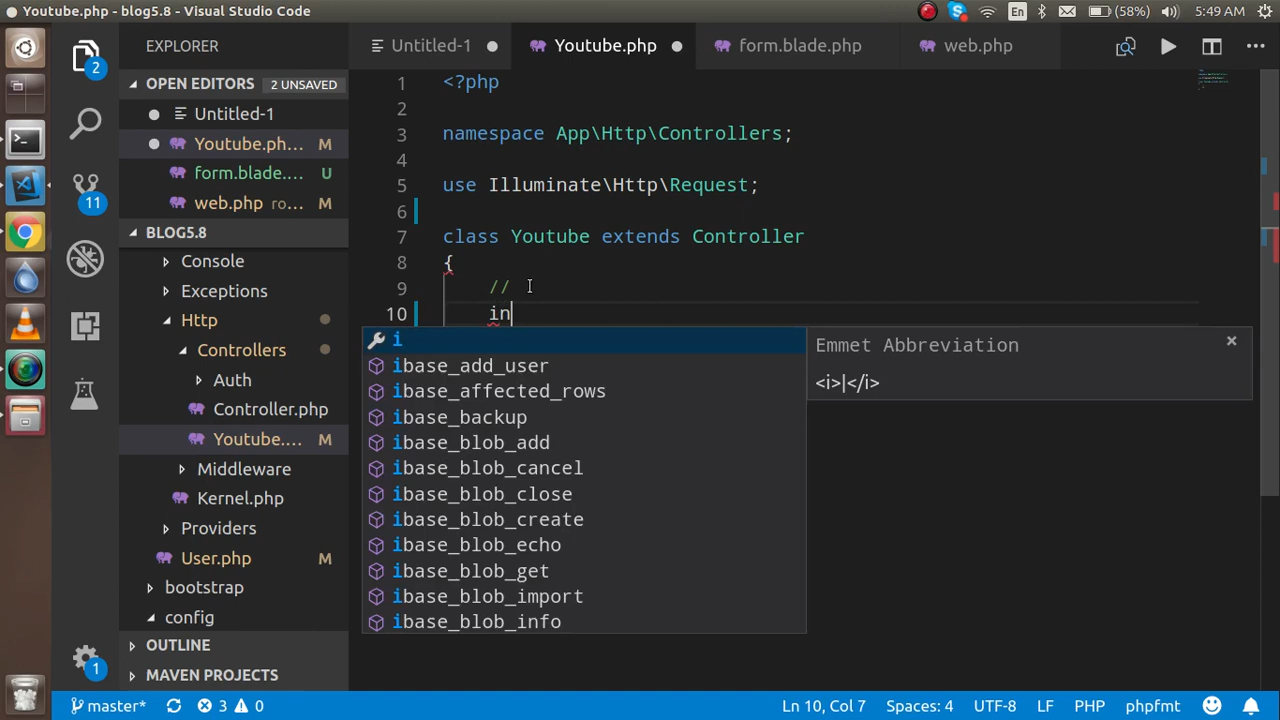 Youtube.php - blog5.8 - Visual Studio Code
En
(58%)
5:49 AM
EXPLORER
Untitled-1
Youtube.php
form.blade.php
web.php
OPEN EDITORS
2 UNSAVED
Untitled-1
Youtube.ph... M
form.blade.... U
web.php ro... M
BLOG5.8
Console
Exceptions
Http
Controllers
Auth
Controller.php
Youtube.... M
Middleware
Kernel.php
Providers
User.php M
bootstrap
config
OUTLINE
MAVEN PROJECTS
2
11
1
1 <?php
2
3 namespace App\Http\Controllers;
4
5 use Illuminate\Http\Request;
6
7 class Youtube extends Controller
8 {
9 //
10 in
i
ibase_add_user
ibase_affected_rows
ibase_backup
ibase_blob_add
ibase_blob_cancel
ibase_blob_close
ibase_blob_create
ibase_blob_echo
ibase_blob_get
ibase_blob_import
ibase_blob_info
Emmet Abbreviation
<i>|</i>
master* 3 0 Ln 10, Col 7 Spaces: 4 UTF-8 LF PHP phpfmt